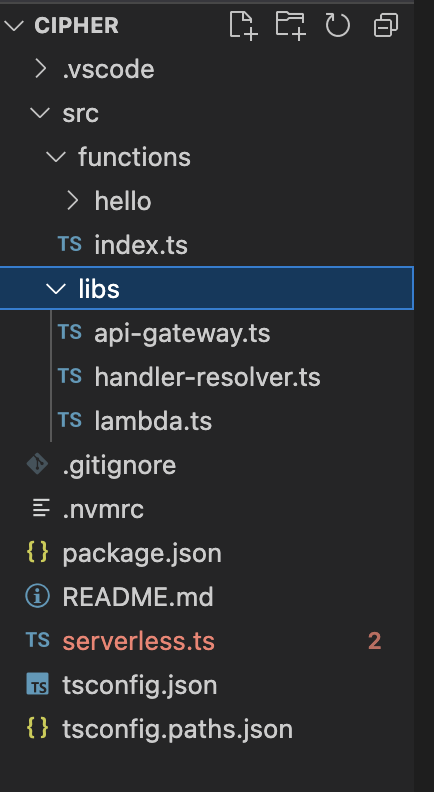 CIPHER
.vscode
src
functions
hello
TS index.ts
libs
TS api-gateway.ts
TS handler-resolver.ts
TS lambda.ts
.gitignore
.nvmrc
{} package.json
README.md
TS serverless.ts 2
TS tsconfig.json
{} tsconfig.paths.json